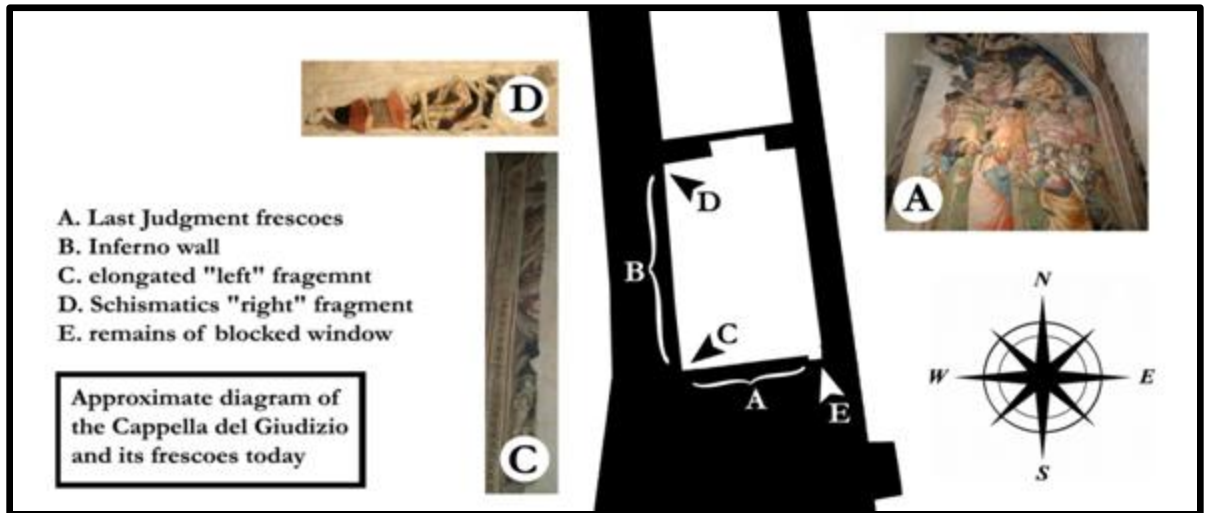 D
A
A. Last Judgment frescoes
B. Inferno wall
C. elongated "left" fragemnt
D. Schismatics "right" fragment
E. remains of blocked window
Approximate diagram of
the Cappella del Giudizio
and its frescoes today
C
D
B
C
A
E
N
W
E
S